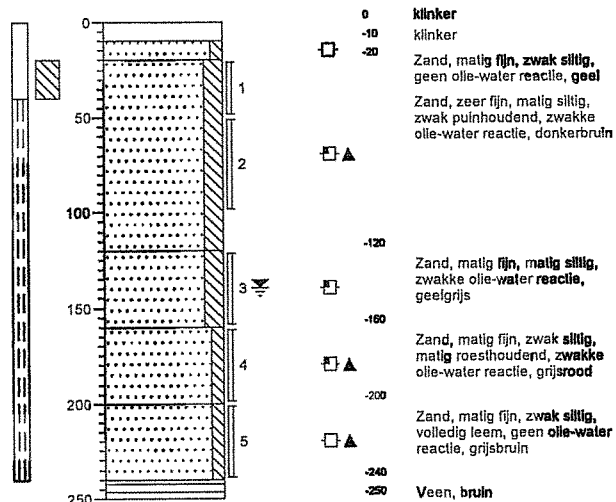 0
50
100
150
200
250
1
2
3
4
5
0 klinker
-10 klinker
-20
Zand, matig fijn, zwak siltig,
geen olie-water reactie, geel
Zand, zeer fijn, matig siltig,
zwak puinhoudend, zwakke
olie-water reactie, donkerbruin
-120
Zand, matig fijn, matig siltig,
zwakke olie-water reactie,
geelgrijs
-160
Zand, matig fijn, zwak siltig,
matig roesthoudend, zwakke
olie-water reactie, grijsrood
-200
Zand, matig fijn, zwak siltig,
volledig leem, geen olie-water
reactie, grijsbruin
-240
-250 Veen, bruin